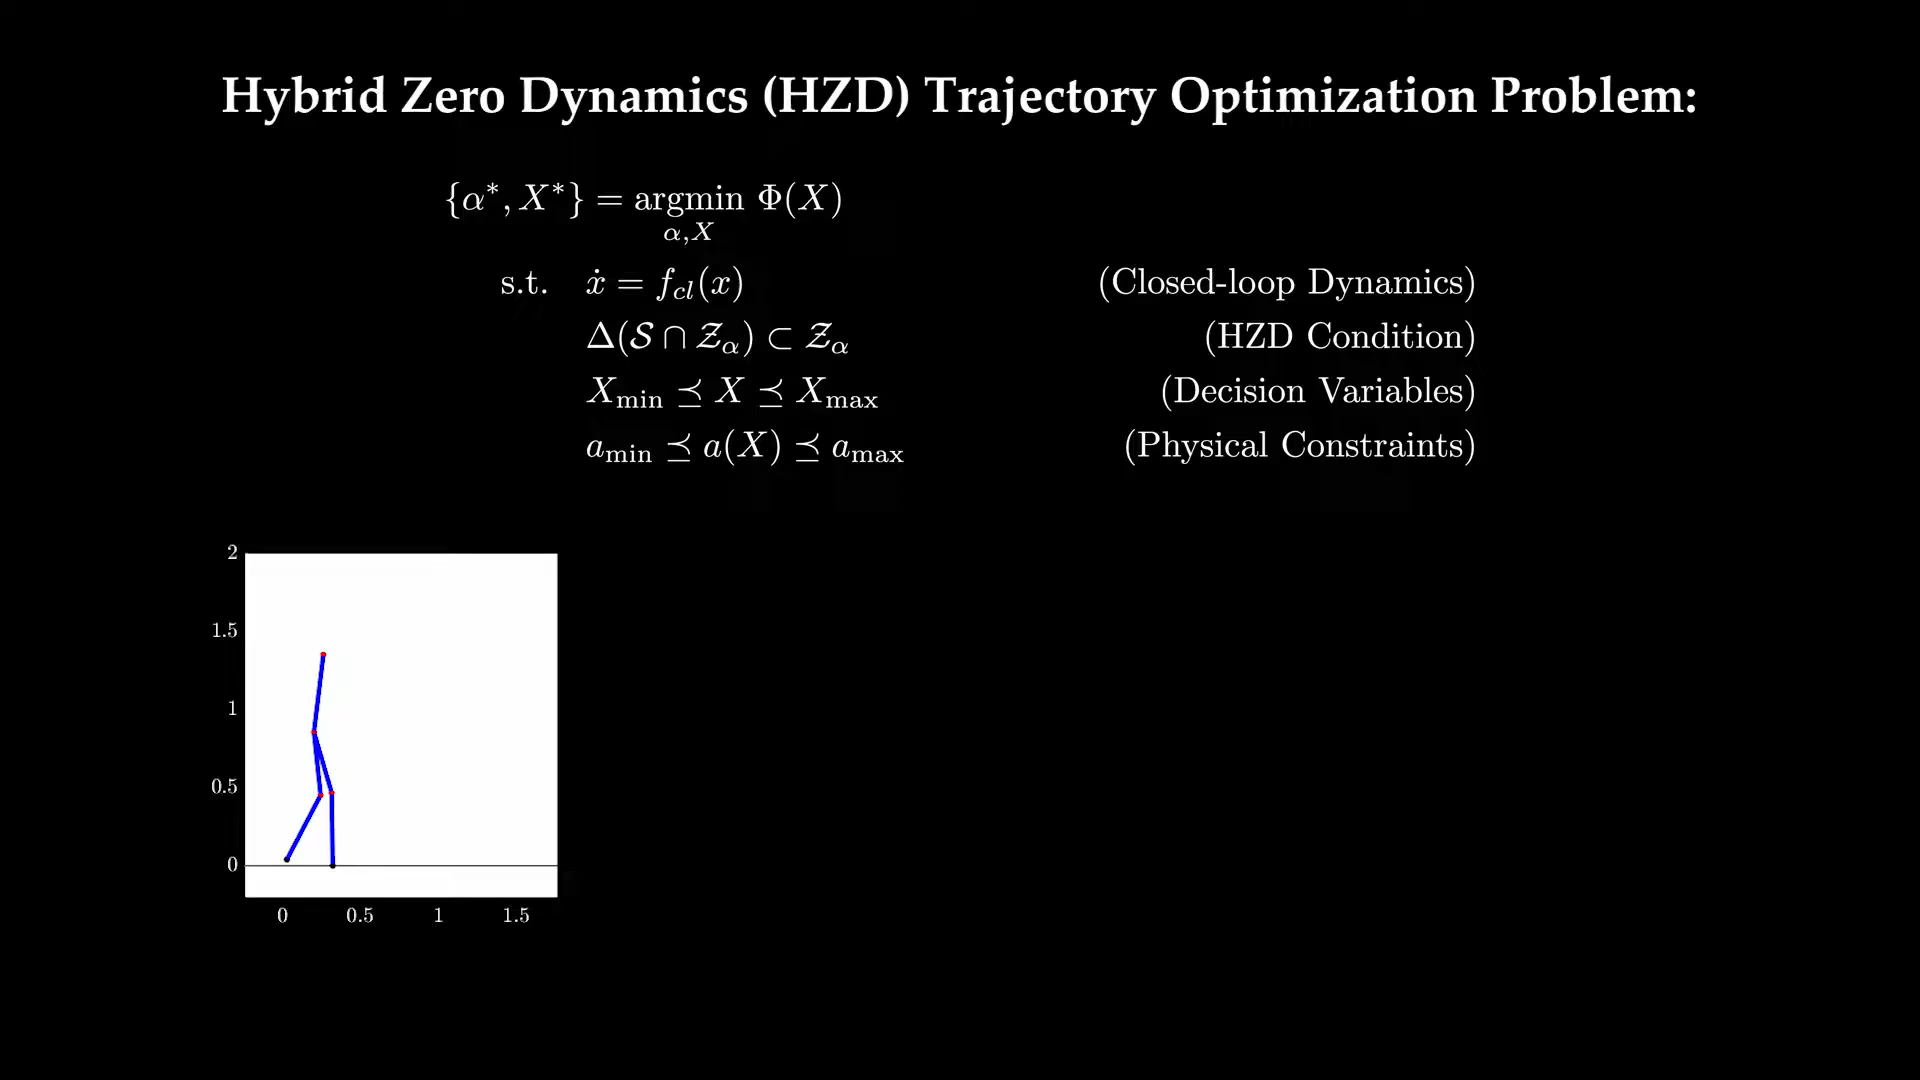 Hybrid Zero Dynamics (HZD) Trajectory Optimization Problem:
{α*, X*} = argmin Φ(X)
α,X
s.t. ẋ = f_cl(x) (Closed-loop Dynamics)
Δ(𝒮 ∩ 𝒵_α) ⊂ 𝒵_α (HZD Condition)
X_min ⪯ X ⪯ X_max (Decision Variables)
a_min ⪯ a(X) ⪯ a_max (Physical Constraints)
2
1.5
1
0.5
0
0 0.5 1 1.5